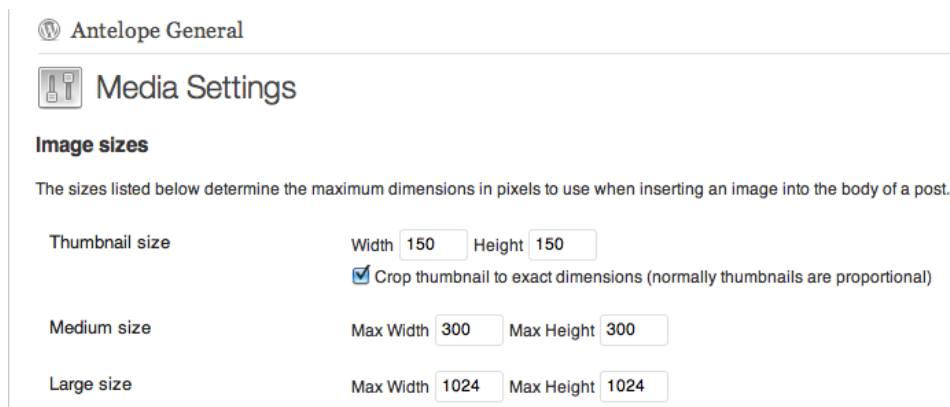 Antelope General
Media Settings
Image sizes
The sizes listed below determine the maximum dimensions in pixels to use when inserting an image into the body of a post.
Thumbnail size Width 150 Height 150
Crop thumbnail to exact dimensions (normally thumbnails are proportional)
Medium size Max Width 300 Max Height 300
Large size Max Width 1024 Max Height 1024